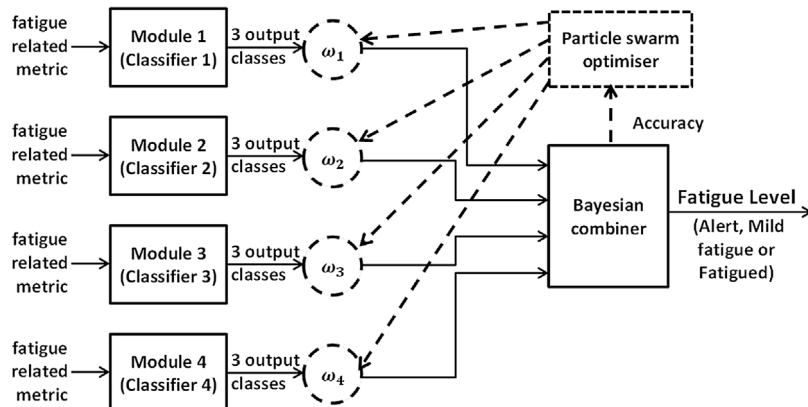 fatigue
related
metric
Module 1
(Classifier 1)
3 output
classes
ω1
Particle swarm
optimiser
fatigue
related
metric
Module 2
(Classifier 2)
3 output
classes
ω2
Accuracy
Bayesian
combiner
Fatigue Level
(Alert, Mild
fatigue or
Fatigued)
fatigue
related
metric
Module 3
(Classifier 3)
3 output
classes
ω3
fatigue
related
metric
Module 4
(Classifier 4)
3 output
classes
ω4